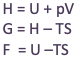 H = U + pV
G = H – TS
F = U –TS